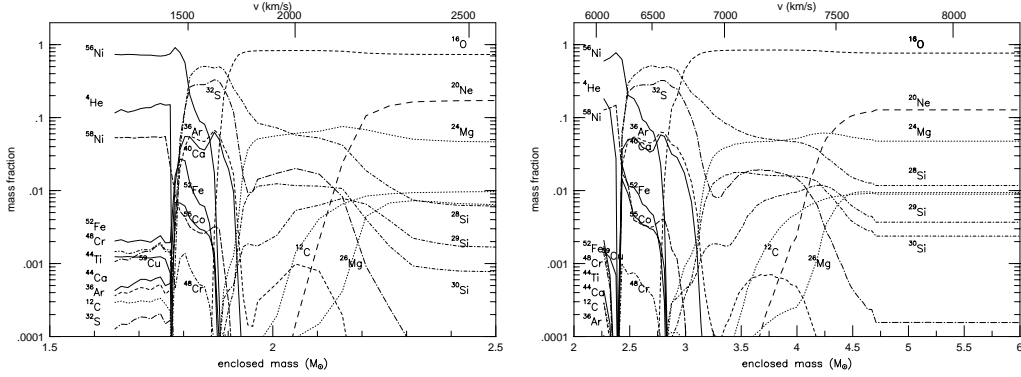 v (km/s)
1500 2000 2500
1
.1
.01
.001
.0001
mass fraction
⁵⁶Ni
⁴He
⁵⁸Ni
⁵²Fe
⁴⁸Cr
⁴⁴Ti
⁴⁴Ca
³⁶Ar
¹²C
³²S
⁵⁹Cu
³²S
³⁶Ar
⁴⁰Ca
⁵²Fe
⁵⁵Co
⁴⁸Cr
¹²C
²⁶Mg
¹⁶O
²⁰Ne
²⁴Mg
²⁸Si
²⁹Si
³⁰Si
1.5 2 2.5
enclosed mass (M⊙)
v (km/s)
6000 6500 7000 7500 8000
1
.1
.01
.001
.0001
mass fraction
⁵⁶Ni
⁴He
⁵⁸Ni
⁵²Fe
⁴⁸Cr
⁴⁴Ti
⁴⁴Ca
¹²C
³⁶Ar
⁵⁹Cu
³²S
³⁶Ar
⁴⁰Ca
⁵²Fe
⁵⁵Co
⁴⁸Cr
¹²C
²⁶Mg
¹⁶O
²⁰Ne
²⁴Mg
²⁸Si
²⁹Si
³⁰Si
2 2.5 3 3.5 4 4.5 5 5.5 6
enclosed mass (M⊙)